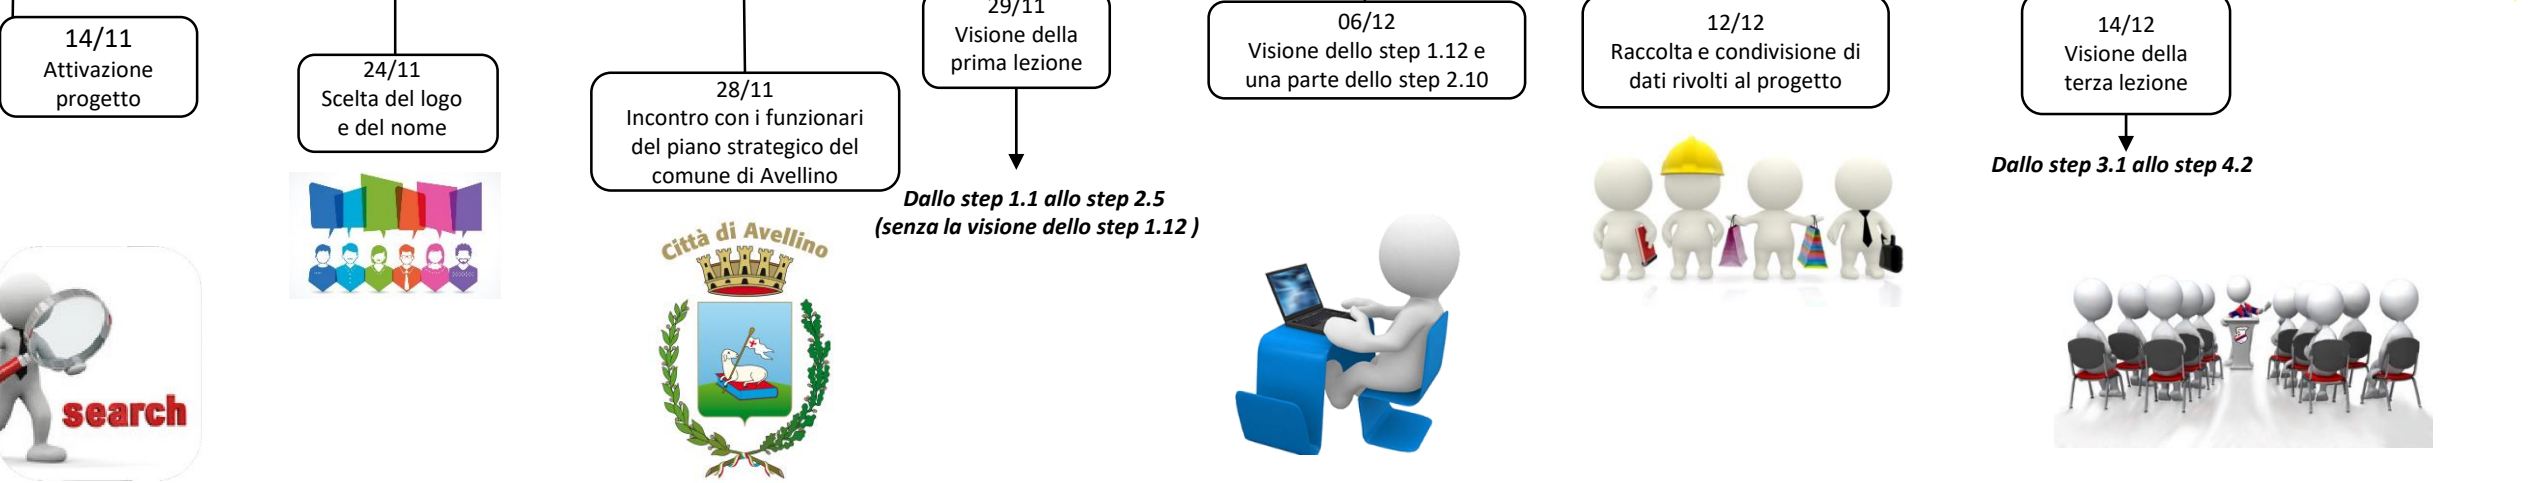 14/11
Attivazione
progetto
24/11
Scelta del logo
e del nome
28/11
Incontro con i funzionari
del piano strategico del
comune di Avellino
29/11
Visione della
prima lezione
Dallo step 1.1 allo step 2.5
(senza la visione dello step 1.12 )
06/12
Visione dello step 1.12 e
una parte dello step 2.10
12/12
Raccolta e condivisione di
dati rivolti al progetto
14/12
Visione della
terza lezione
Dallo step 3.1 allo step 4.2
Città di Avellino
search